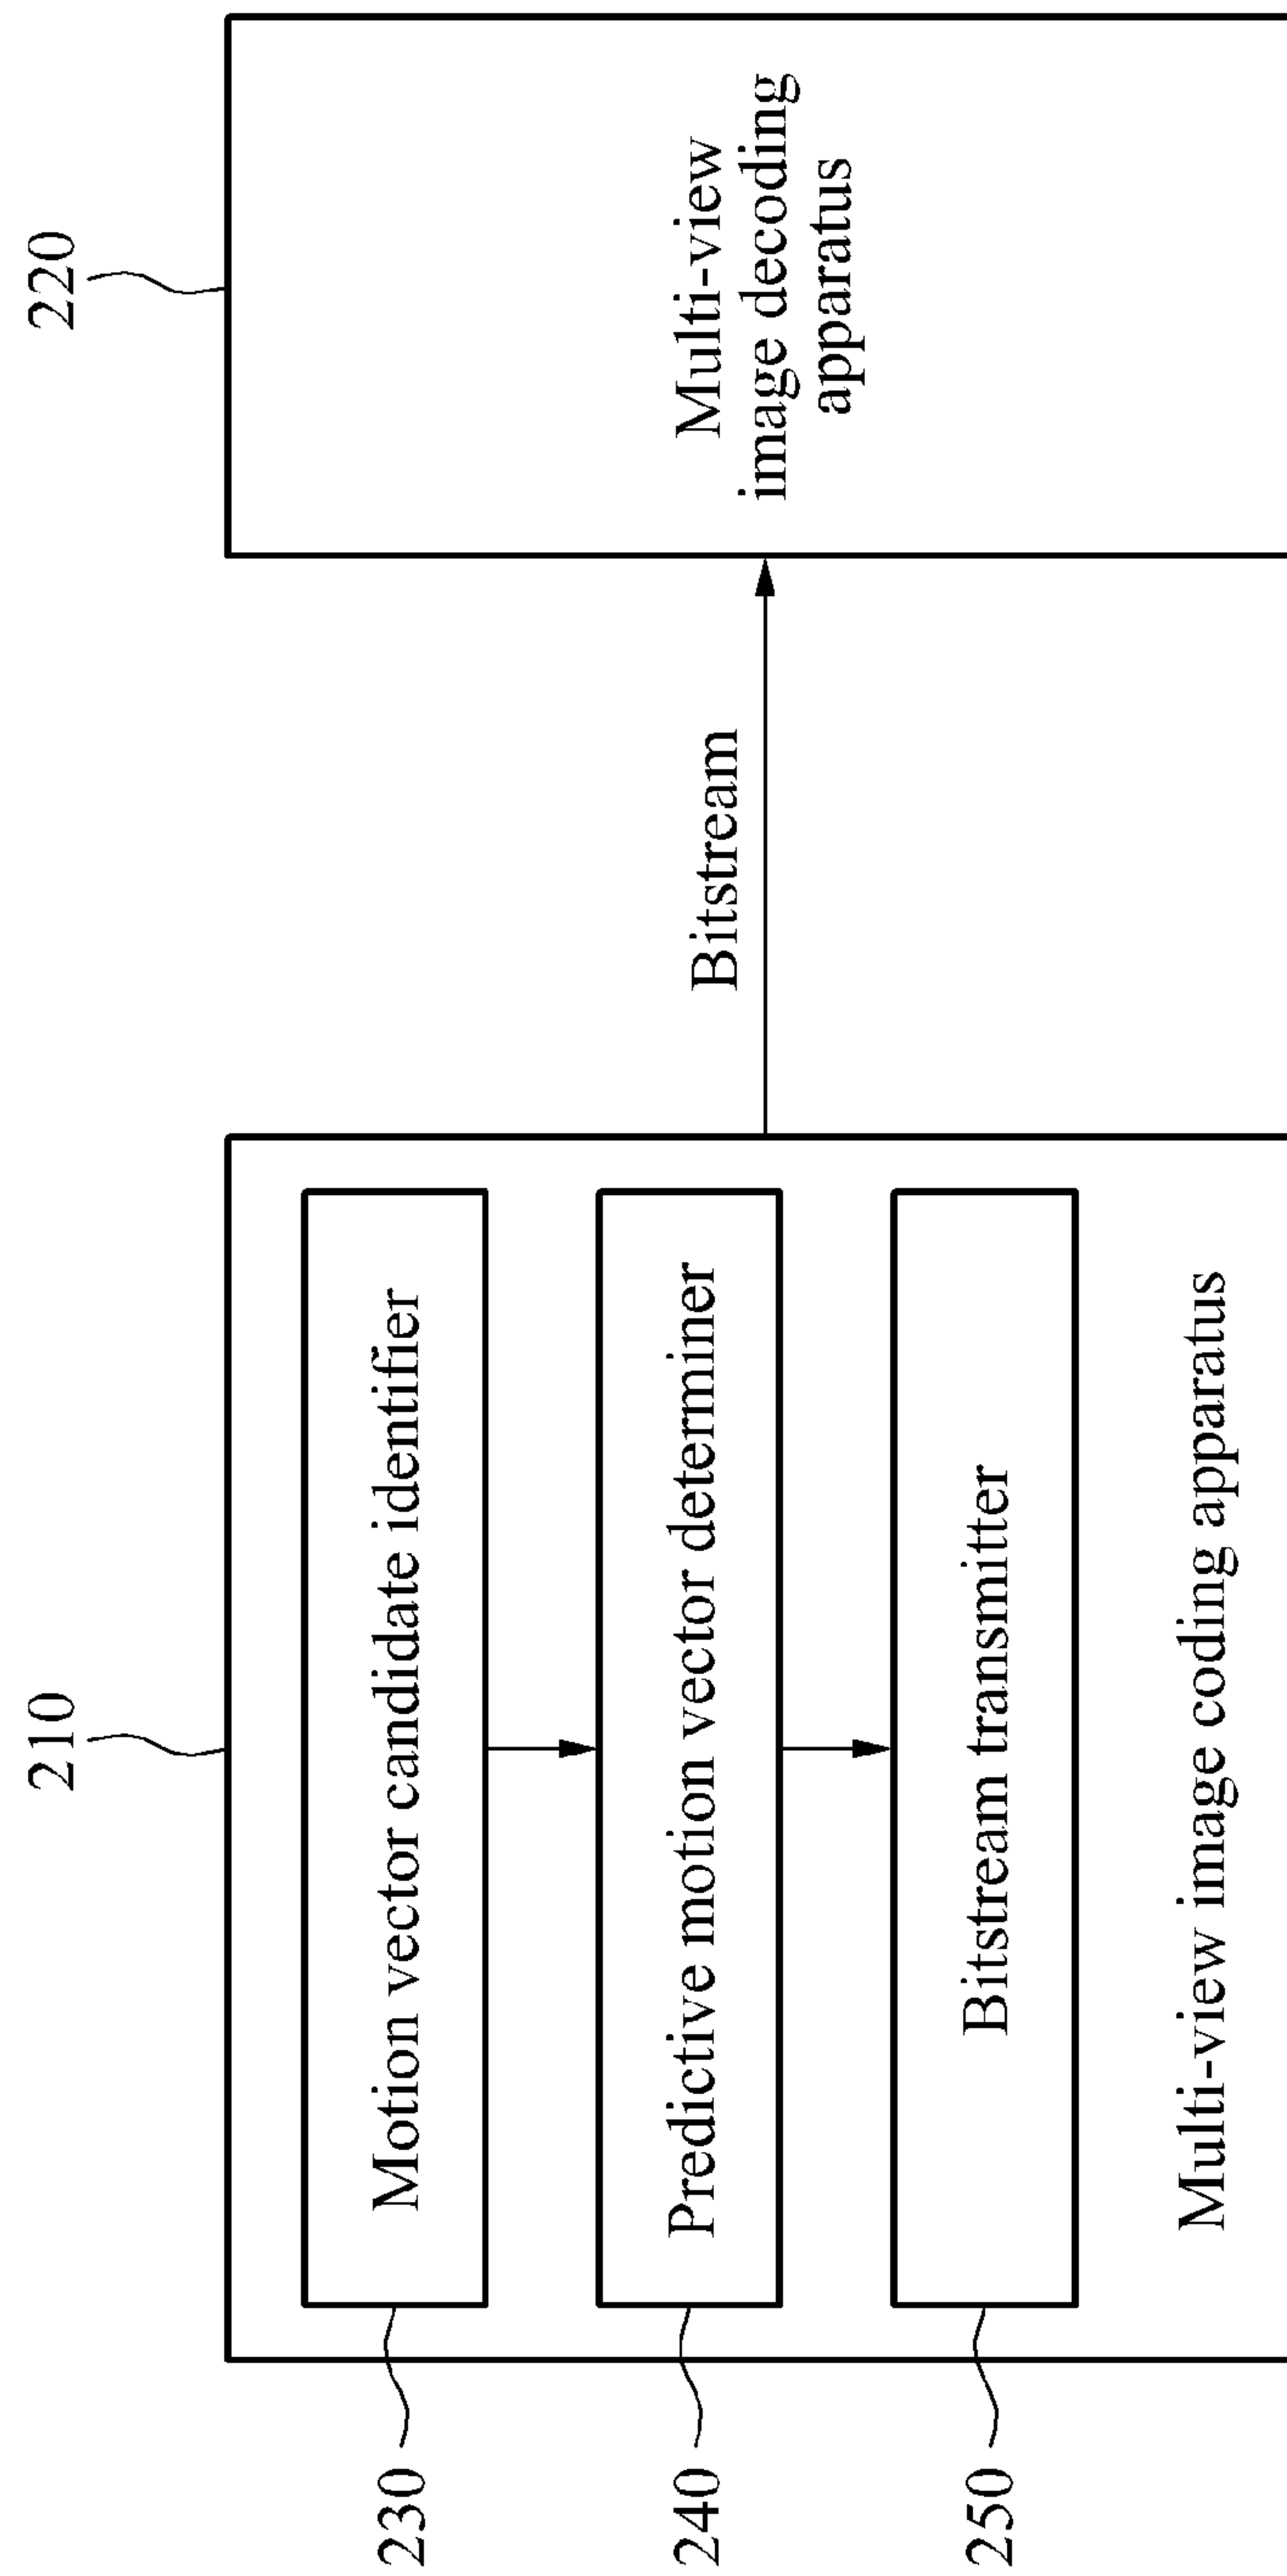 210
220
230
Motion vector candidate identifier
240
Predictive motion vector determiner
250
Bitstream transmitter
Multi-view image coding apparatus
Bitstream
Multi-view
image decoding
apparatus